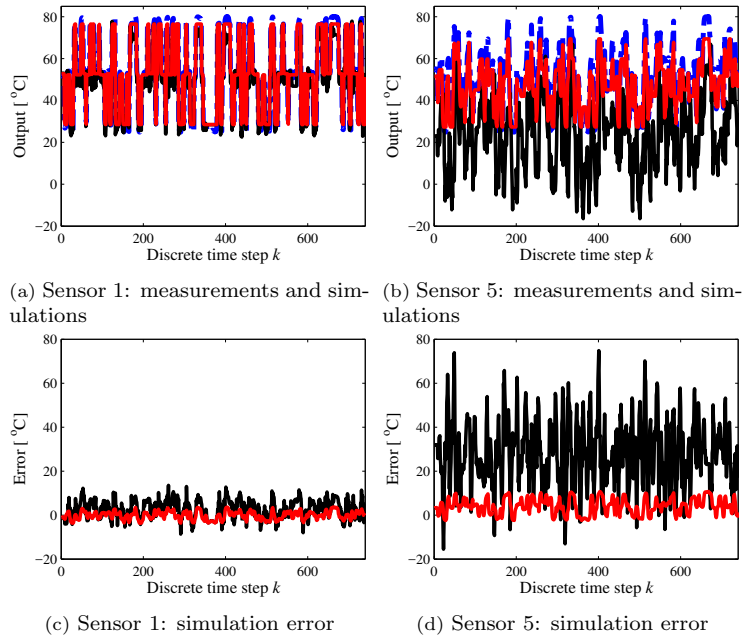 80
60
40
20
0
−20
Output [ °C]
0 200 400 600
Discrete time step k
80
60
40
20
0
−20
Output [ °C]
0 200 400 600
Discrete time step k
(a) Sensor 1: measurements and sim-
ulations
(b) Sensor 5: measurements and sim-
ulations
80
60
40
20
0
−20
Error [ °C]
0 200 400 600
Discrete time step k
80
60
40
20
0
−20
Error [ °C]
0 200 400 600
Discrete time step k
(c) Sensor 1: simulation error
(d) Sensor 5: simulation error